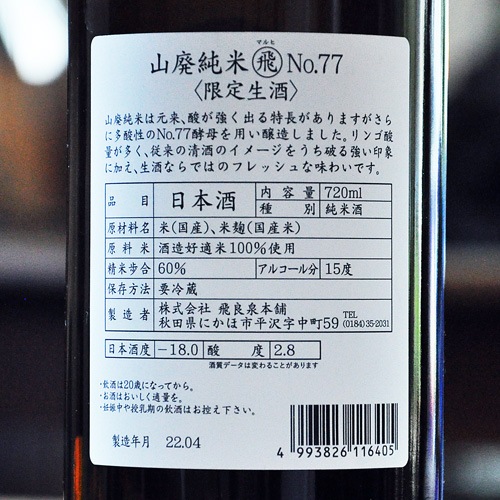 マルヒ
山廃純米 飛 No.77
〈限定生酒〉
山廃純米は元来、酸が強く出る特長がありますがさら
に多酸性のNo.77酵母を用い醸造しました。リンゴ酸
量が多く、従来の清酒のイメージをうち破る強い印象
に加え、生酒ならではのフレッシュな味わいです。
品目 日本酒 内容量 720ml
種別 純米酒
原材料名 米(国産)、米麹(国産米)
原料米 酒造好適米100%使用
精米歩合 60% アルコール分 15度
保存方法 要冷蔵
製造者 株式会社 飛良泉本舗
秋田県にかほ市平沢字中町59 TEL (0184)35-2031
日本酒度 -18.0 酸度 2.8
酒質データは変わることがあります
・飲酒は20歳になってから。
・お酒はおいしく適量を。
・妊娠中や授乳期の飲酒はお控え下さい。
製造年月 22.04
4 993826 116405